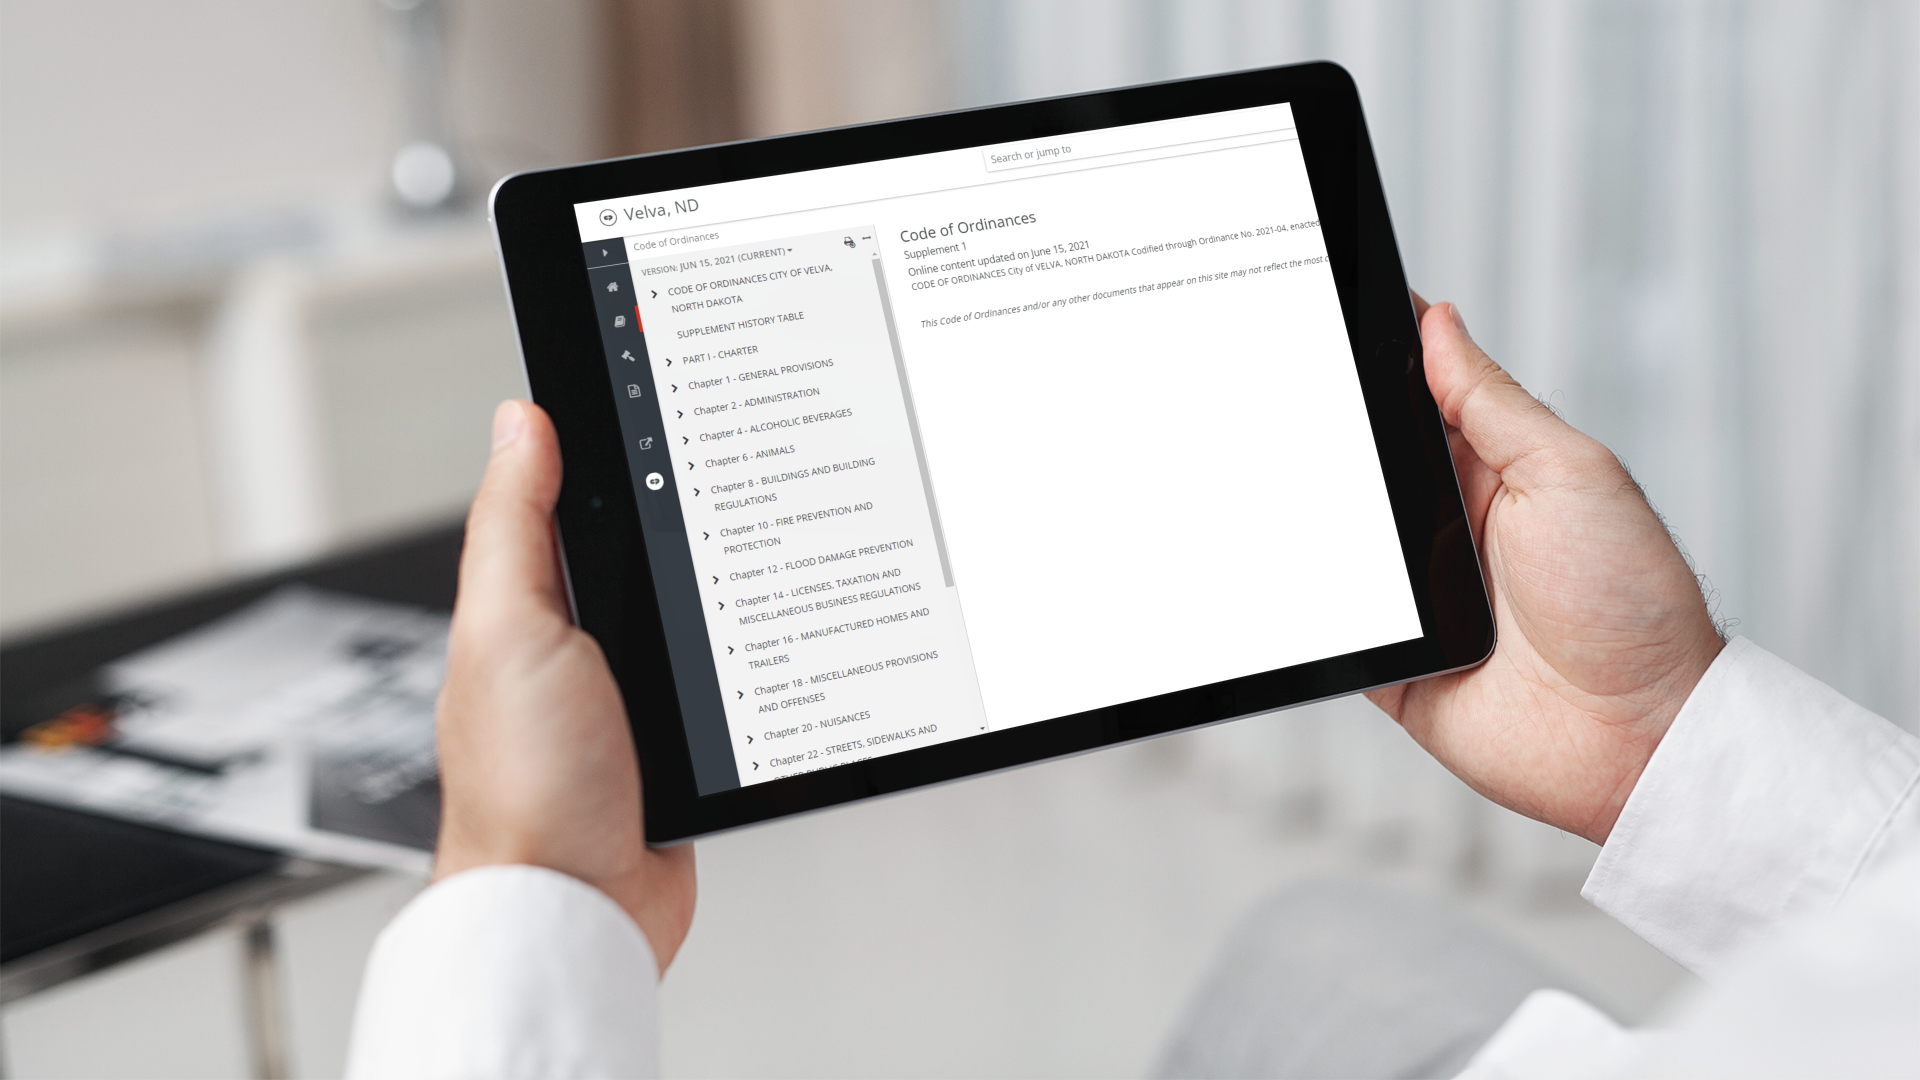 Velva, ND
Search or jump to
Code of Ordinances
VERSION: JUN 15, 2021 (CURRENT)
CODE OF ORDINANCES CITY OF VELVA,
NORTH DAKOTA
SUPPLEMENT HISTORY TABLE
PART I - CHARTER
Chapter 1 - GENERAL PROVISIONS
Chapter 2 - ADMINISTRATION
Chapter 4 - ALCOHOLIC BEVERAGES
Chapter 6 - ANIMALS
Chapter 8 - BUILDINGS AND BUILDING
REGULATIONS
Chapter 10 - FIRE PREVENTION AND
PROTECTION
Chapter 12 - FLOOD DAMAGE PREVENTION
Chapter 14 - LICENSES, TAXATION AND
MISCELLANEOUS BUSINESS REGULATIONS
Chapter 16 - MANUFACTURED HOMES AND
TRAILERS
Chapter 18 - MISCELLANEOUS PROVISIONS
AND OFFENSES
Chapter 20 - NUISANCES
Chapter 22 - STREETS, SIDEWALKS AND
OTHER PUBLIC PLACES
Code of Ordinances
Supplement 1
Online content updated on June 15, 2021
CODE OF ORDINANCES City of VELVA, NORTH DAKOTA Codified through Ordinance No. 2021-04, enacted
This Code of Ordinances and/or any other documents that appear on this site may not reflect the most